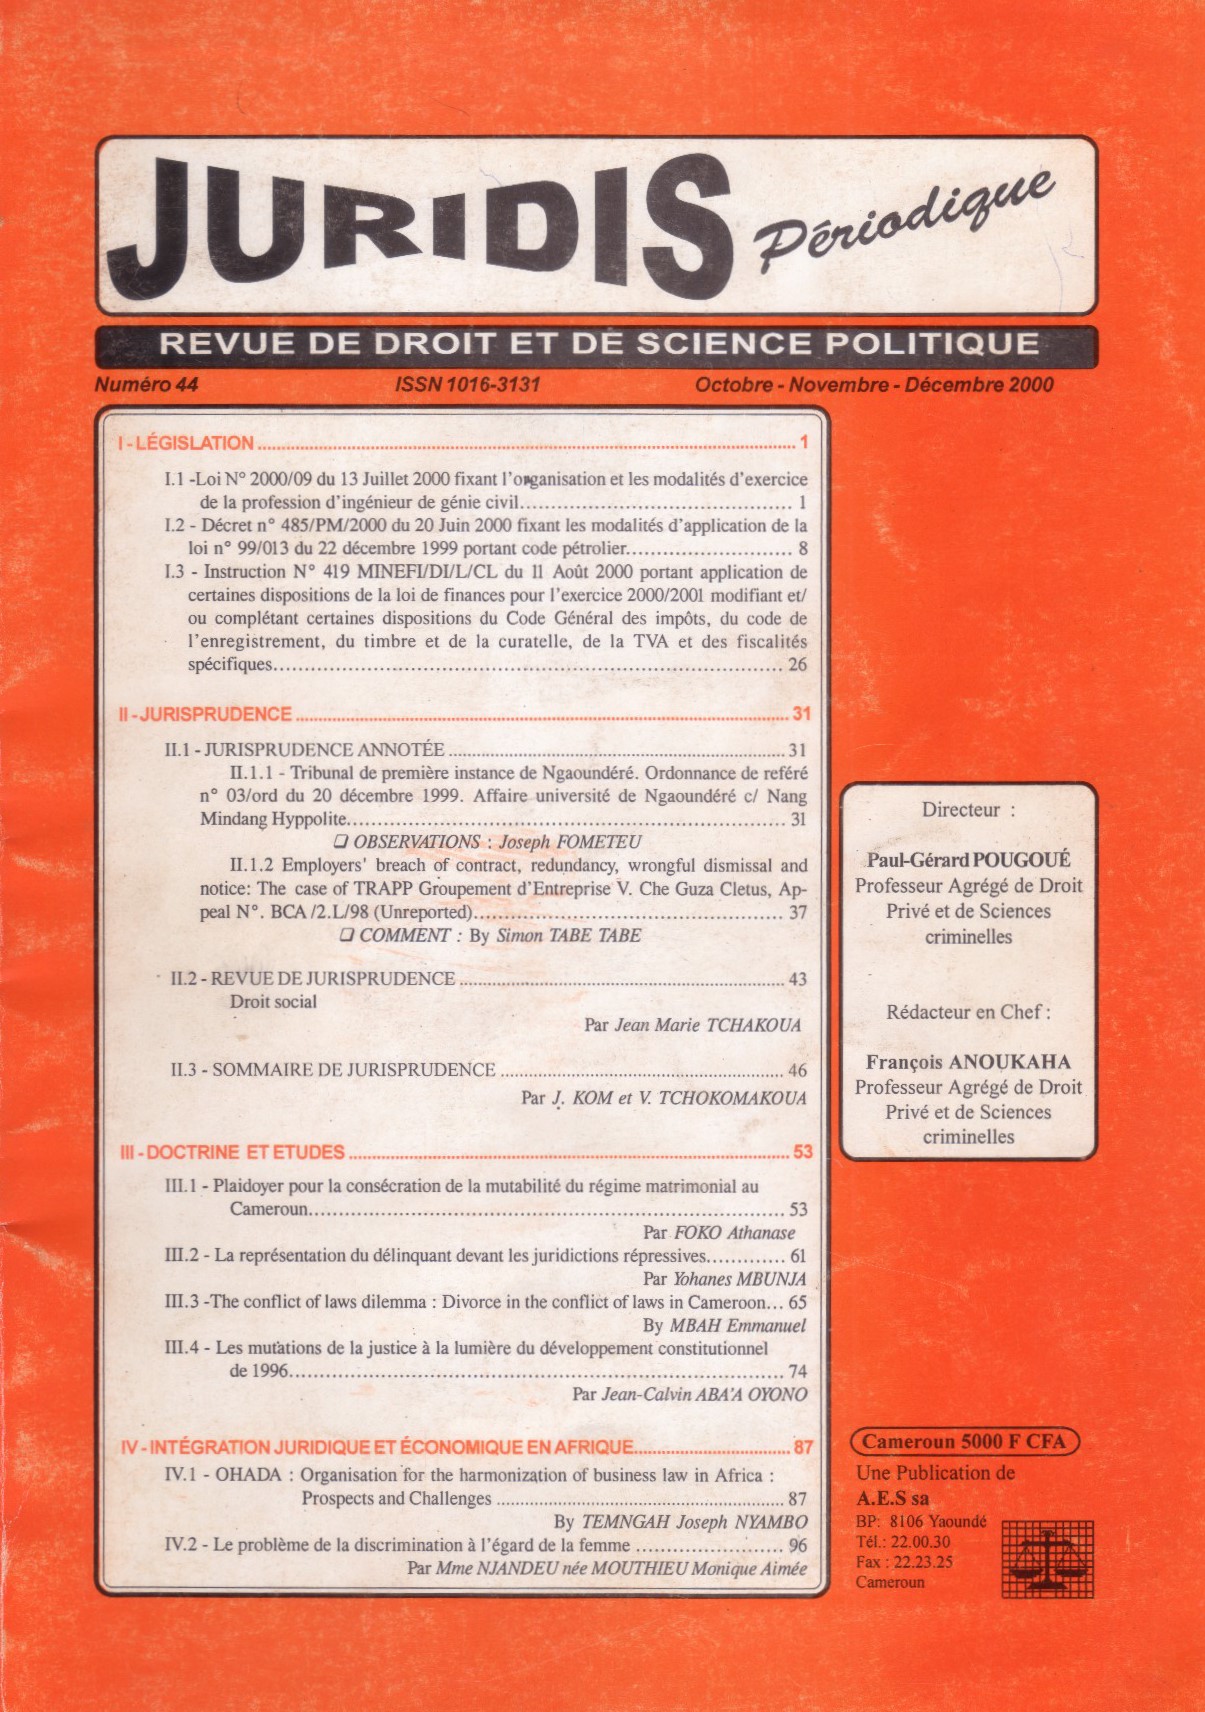 JURIDIS Périodique
REVUE DE DROIT ET DE SCIENCE POLITIQUE
Numéro 44 ISSN 1016-3131 Octobre - Novembre - Décembre 2000
I - LÉGISLATION ........ 1
I.1 -Loi N° 2000/09 du 13 Juillet 2000 fixant l'organisation et les modalités d'exercice
de la profession d'ingénieur de génie civil........ 1
I.2 - Décret n° 485/PM/2000 du 20 Juin 2000 fixant les modalités d'application de la
loi n° 99/013 du 22 décembre 1999 portant code pétrolier........ 8
I.3 - Instruction N° 419 MINEFI/DI/L/CL du 11 Août 2000 portant application de
certaines dispositions de la loi de finances pour l'exercice 2000/2001 modifiant et/
ou complétant certaines dispositions du Code Général des impôts, du code de
l'enregistrement, du timbre et de la curatelle, de la TVA et des fiscalités
spécifiques........ 26
II - JURISPRUDENCE ........ 31
II.1 - JURISPRUDENCE ANNOTÉE ........ 31
II.1.1 - Tribunal de première instance de Ngaoundéré. Ordonnance de referé
n° 03/ord du 20 décembre 1999. Affaire université de Ngaoundéré c/ Nang
Mindang Hyppolite........ 31
❏ OBSERVATIONS : Joseph FOMETEU
II.1.2 Employers' breach of contract, redundancy, wrongful dismissal and
notice: The case of TRAPP Groupement d'Entreprise V. Che Guza Cletus, Ap-
peal N°. BCA /2.L/98 (Unreported)........ 37
❏ COMMENT : By Simon TABE TABE
II.2 - REVUE DE JURISPRUDENCE ........ 43
Droit social
Par Jean Marie TCHAKOUA
II.3 - SOMMAIRE DE JURISPRUDENCE ........ 46
Par J. KOM et V. TCHOKOMAKOUA
III - DOCTRINE ET ETUDES ........ 53
III.1 - Plaidoyer pour la consécration de la mutabilité du régime matrimonial au
Cameroun........ 53
Par FOKO Athanase
III.2 - La représentation du délinquant devant les juridictions répressives........ 61
Par Yohanes MBUNJA
III.3 -The conflict of laws dilemma : Divorce in the conflict of laws in Cameroon... 65
By MBAH Emmanuel
III.4 - Les mutations de la justice à la lumière du développement constitutionnel
de 1996........ 74
Par Jean-Calvin ABA'A OYONO
IV - INTÉGRATION JURIDIQUE ET ÉCONOMIQUE EN AFRIQUE........ 87
IV.1 - OHADA : Organisation for the harmonization of business law in Africa :
Prospects and Challenges ........ 87
By TEMNGAH Joseph NYAMBO
IV.2 - Le problème de la discrimination à l'égard de la femme ........ 96
Par Mme NJANDEU née MOUTHIEU Monique Aimée
Directeur :
Paul-Gérard POUGOUÉ
Professeur Agrégé de Droit
Privé et de Sciences
criminelles
Rédacteur en Chef :
François ANOUKAHA
Professeur Agrégé de Droit
Privé et de Sciences
criminelles
Cameroun 5000 F CFA
Une Publication de
A.E.S sa
BP: 8106 Yaoundé
Tél.: 22.00.30
Fax : 22.23.25
Cameroun